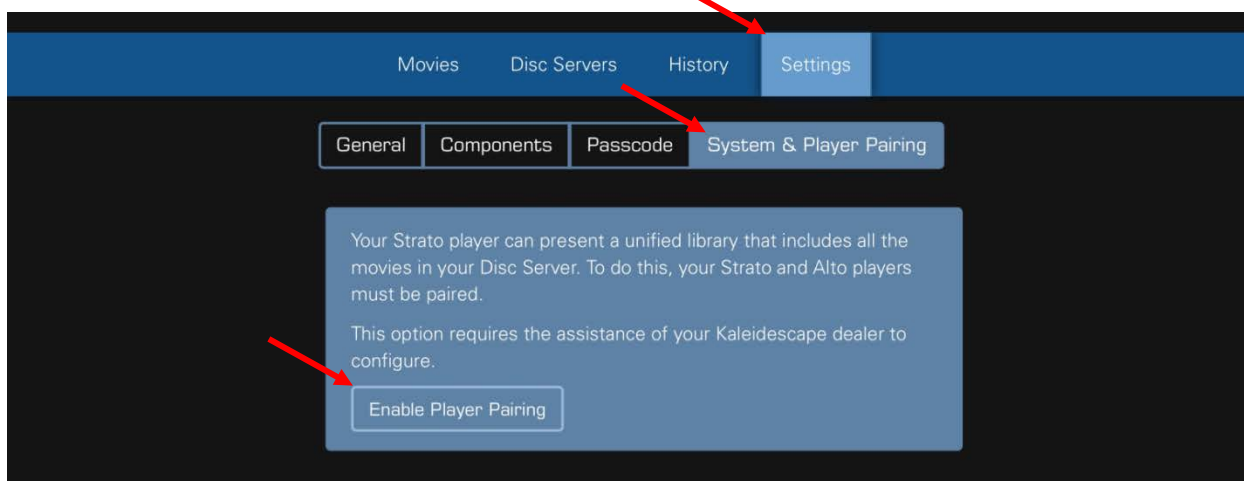 Movies Disc Servers History Settings
General Components Passcode System & Player Pairing
Your Strato player can present a unified library that includes all the
movies in your Disc Server. To do this, your Strato and Alto players
must be paired.
This option requires the assistance of your Kaleidescape dealer to
configure.
Enable Player Pairing